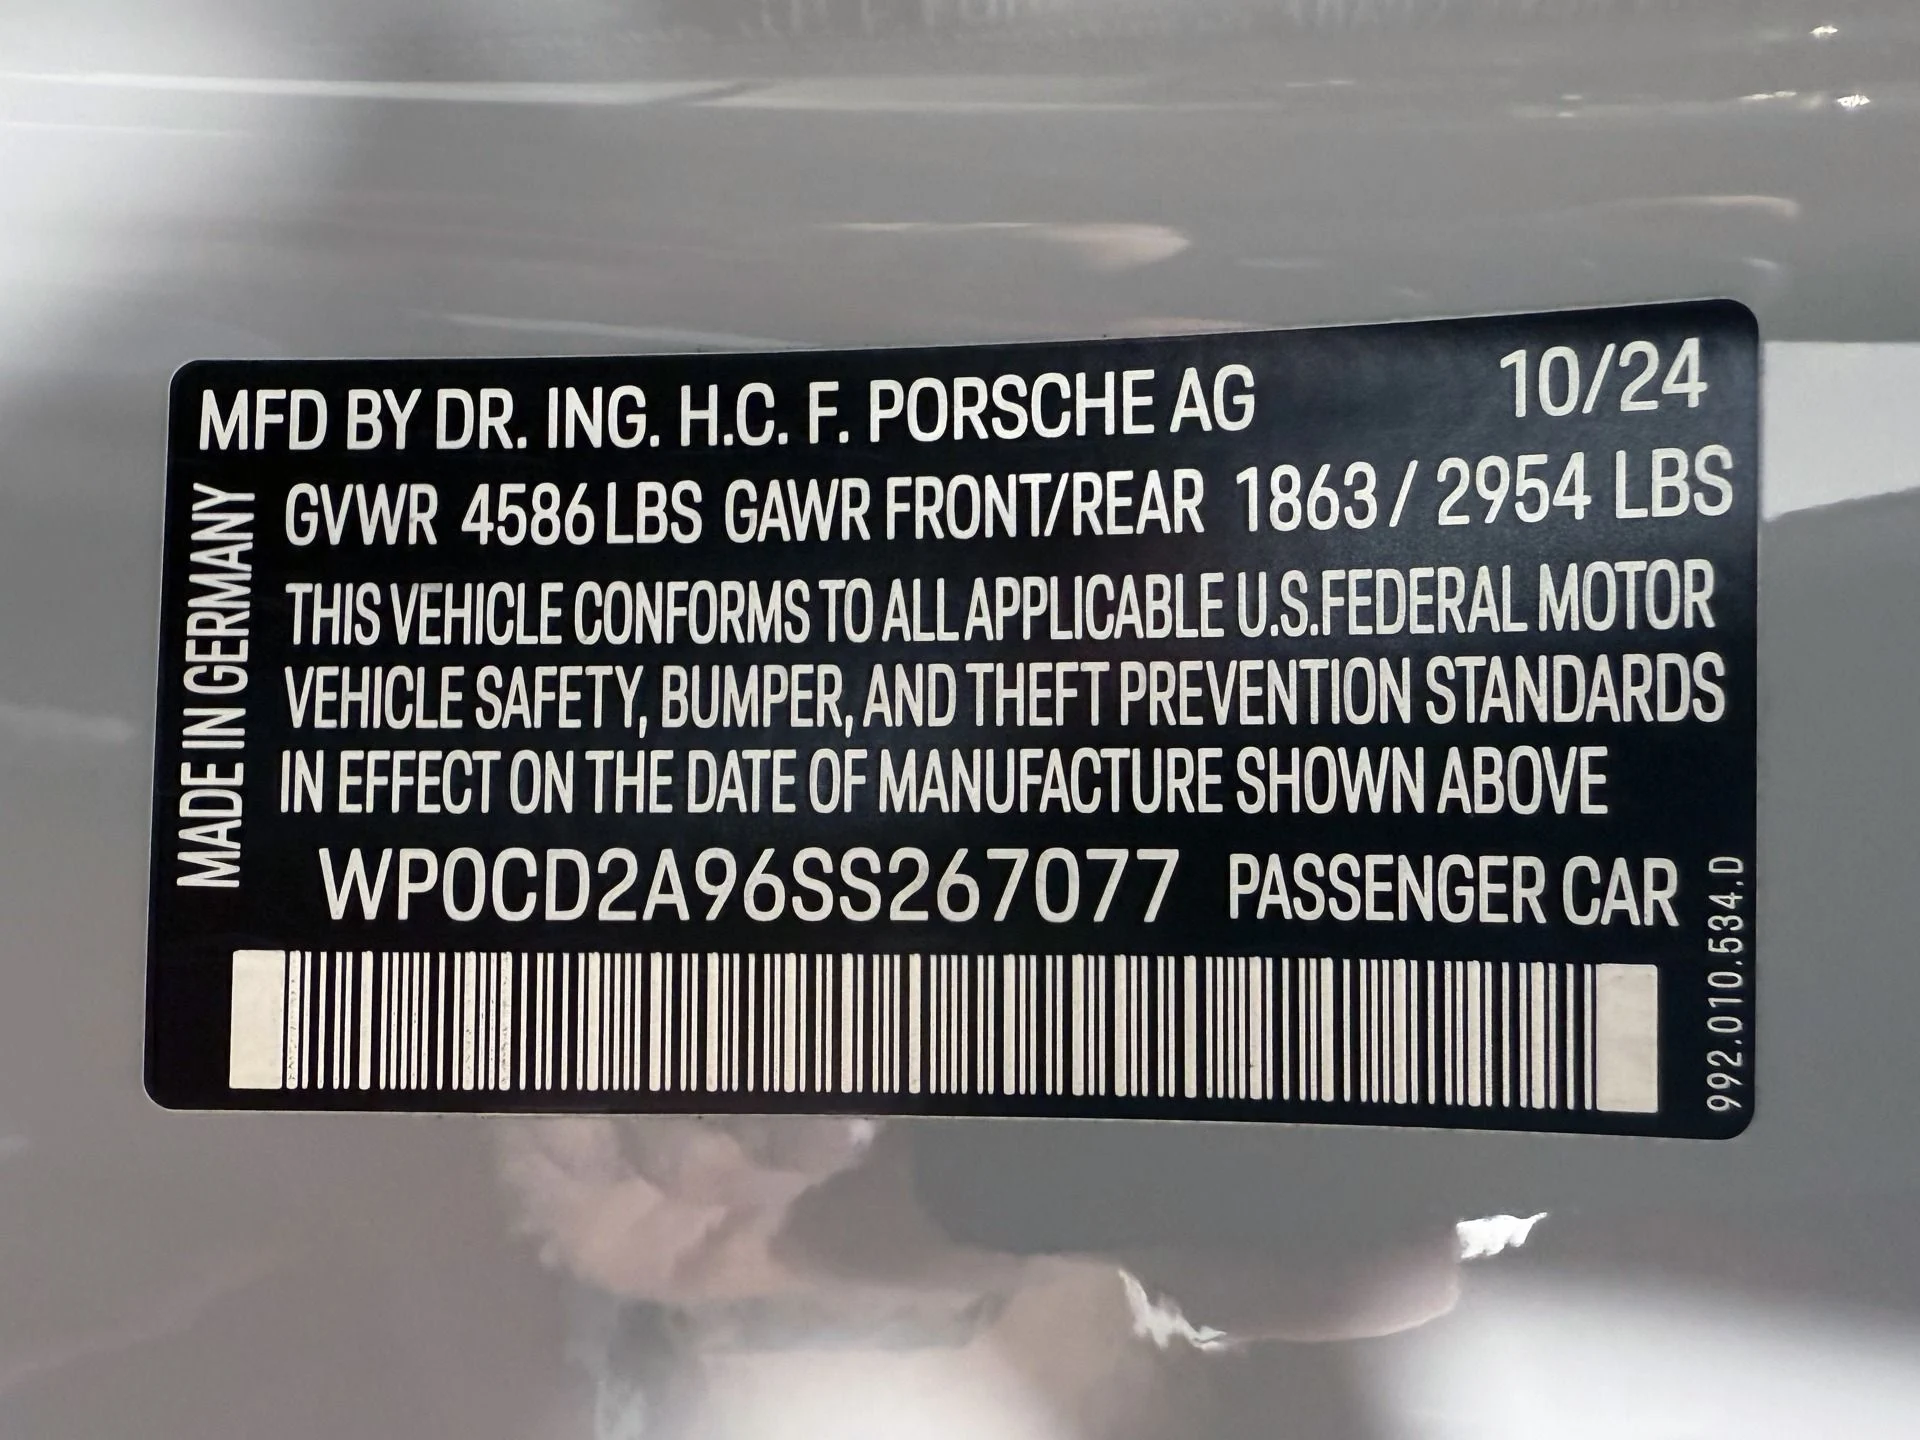 MFD BY DR. ING. H.C. F. PORSCHE AG 10/24
GVWR 4586 LBS GAWR FRONT/REAR 1863 / 2954 LBS
THIS VEHICLE CONFORMS TO ALL APPLICABLE U.S.FEDERAL MOTOR
VEHICLE SAFETY, BUMPER, AND THEFT PREVENTION STANDARDS
IN EFFECT ON THE DATE OF MANUFACTURE SHOWN ABOVE
WP0CD2A96SS267077 PASSENGER CAR
MADE IN GERMANY
992.010.534.D